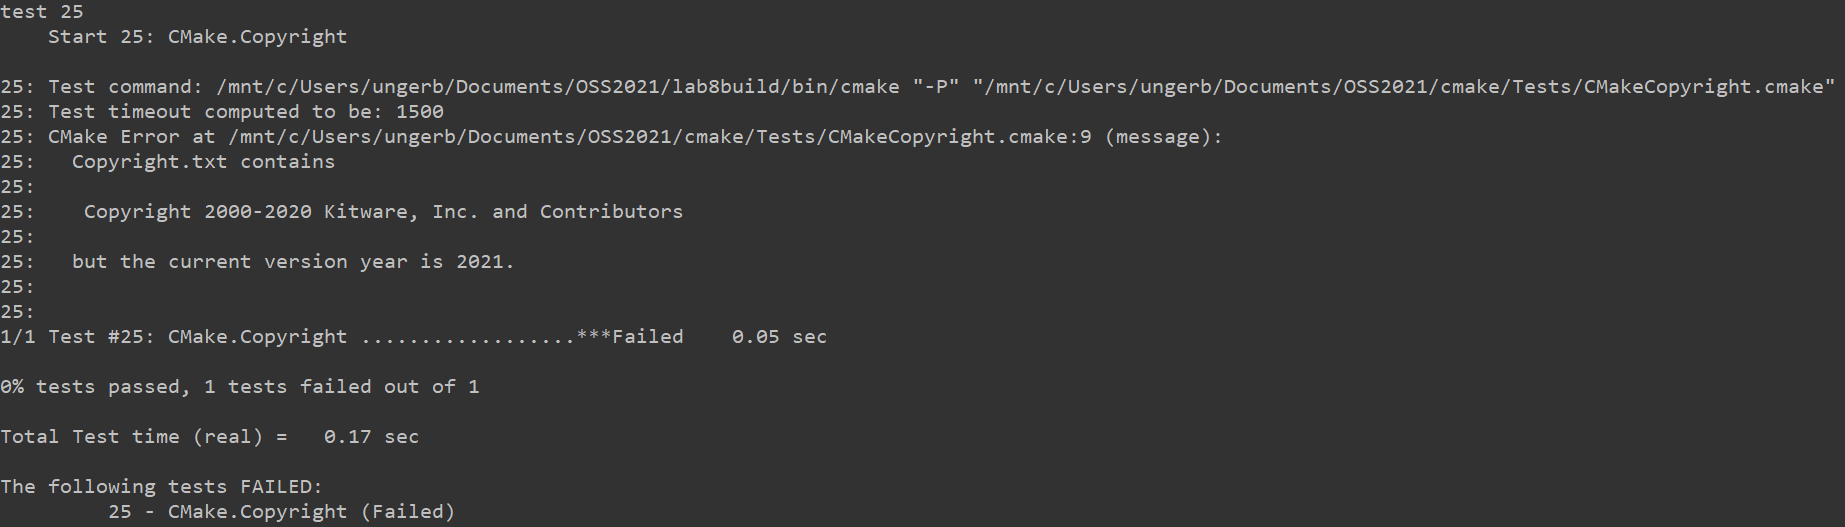 test 25
    Start 25: CMake.Copyright
25: Test command: /mnt/c/Users/ungerb/Documents/OSS2021/lab8build/bin/cmake "-P" "/mnt/c/Users/ungerb/Documents/OSS2021/cmake/Tests/CMakeCopyright.cmake"
25: Test timeout computed to be: 1500
25: CMake Error at /mnt/c/Users/ungerb/Documents/OSS2021/cmake/Tests/CMakeCopyright.cmake:9 (message):
25:   Copyright.txt contains
25:
25:    Copyright 2000-2020 Kitware, Inc. and Contributors
25:
25:   but the current version year is 2021.
25:
25:
1/1 Test #25: CMake.Copyright ..................***Failed    0.05 sec
0% tests passed, 1 tests failed out of 1
Total Test time (real) =   0.17 sec
The following tests FAILED:
         25 - CMake.Copyright (Failed)